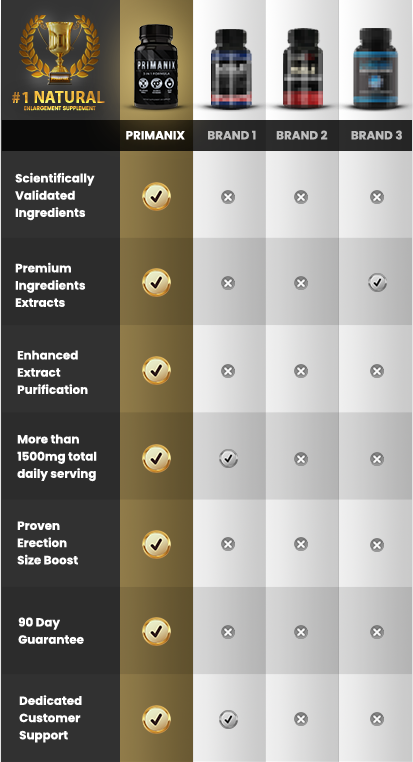 #1 NATURAL
ENLARGEMENT SUPPLEMENT
PRIMANIX
PRIMANIX
BRAND 1
BRAND 2
BRAND 3
Scientifically
Validated
Ingredients
Premium
Ingredients
Extracts
Enhanced
Extract
Purification
More than
1500mg total
daily serving
Proven
Erection
Size Boost
90 Day
Guarantee
Dedicated
Customer
Support